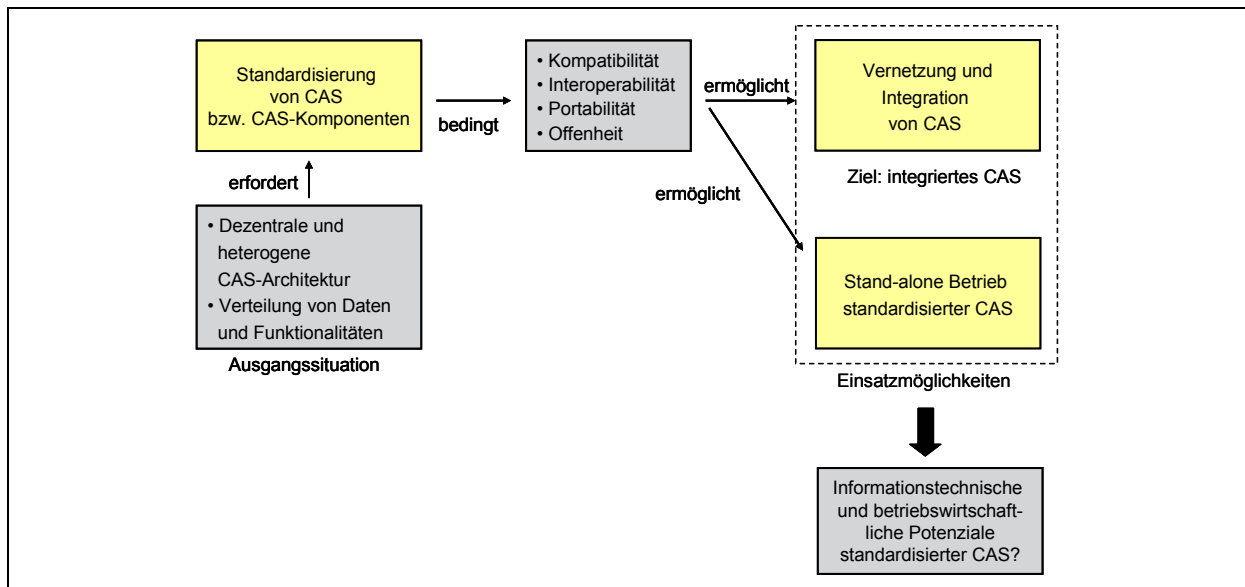 Standardisierung
von CAS
bzw. CAS-Komponenten
bedingt
• Kompatibilität
• Interoperabilität
• Portabilität
• Offenheit
ermöglicht
ermöglicht
Vernetzung und
Integration
von CAS
Ziel: integriertes CAS
erfordert
• Dezentrale und
heterogene
CAS-Architektur
• Verteilung von Daten
und Funktionalitäten
Ausgangssituation
Stand-alone Betrieb
standardisierter CAS
Einsatzmöglichkeiten
Informationstechnische
und betriebswirtschaft-
liche Potenziale
standardisierter CAS?